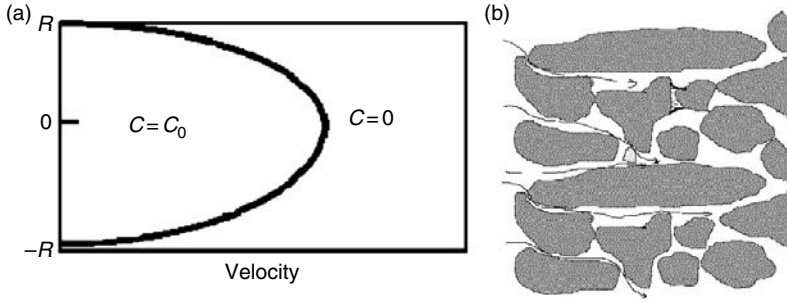 (a)
R
0
–R
C = C0
C = 0
Velocity
(b)